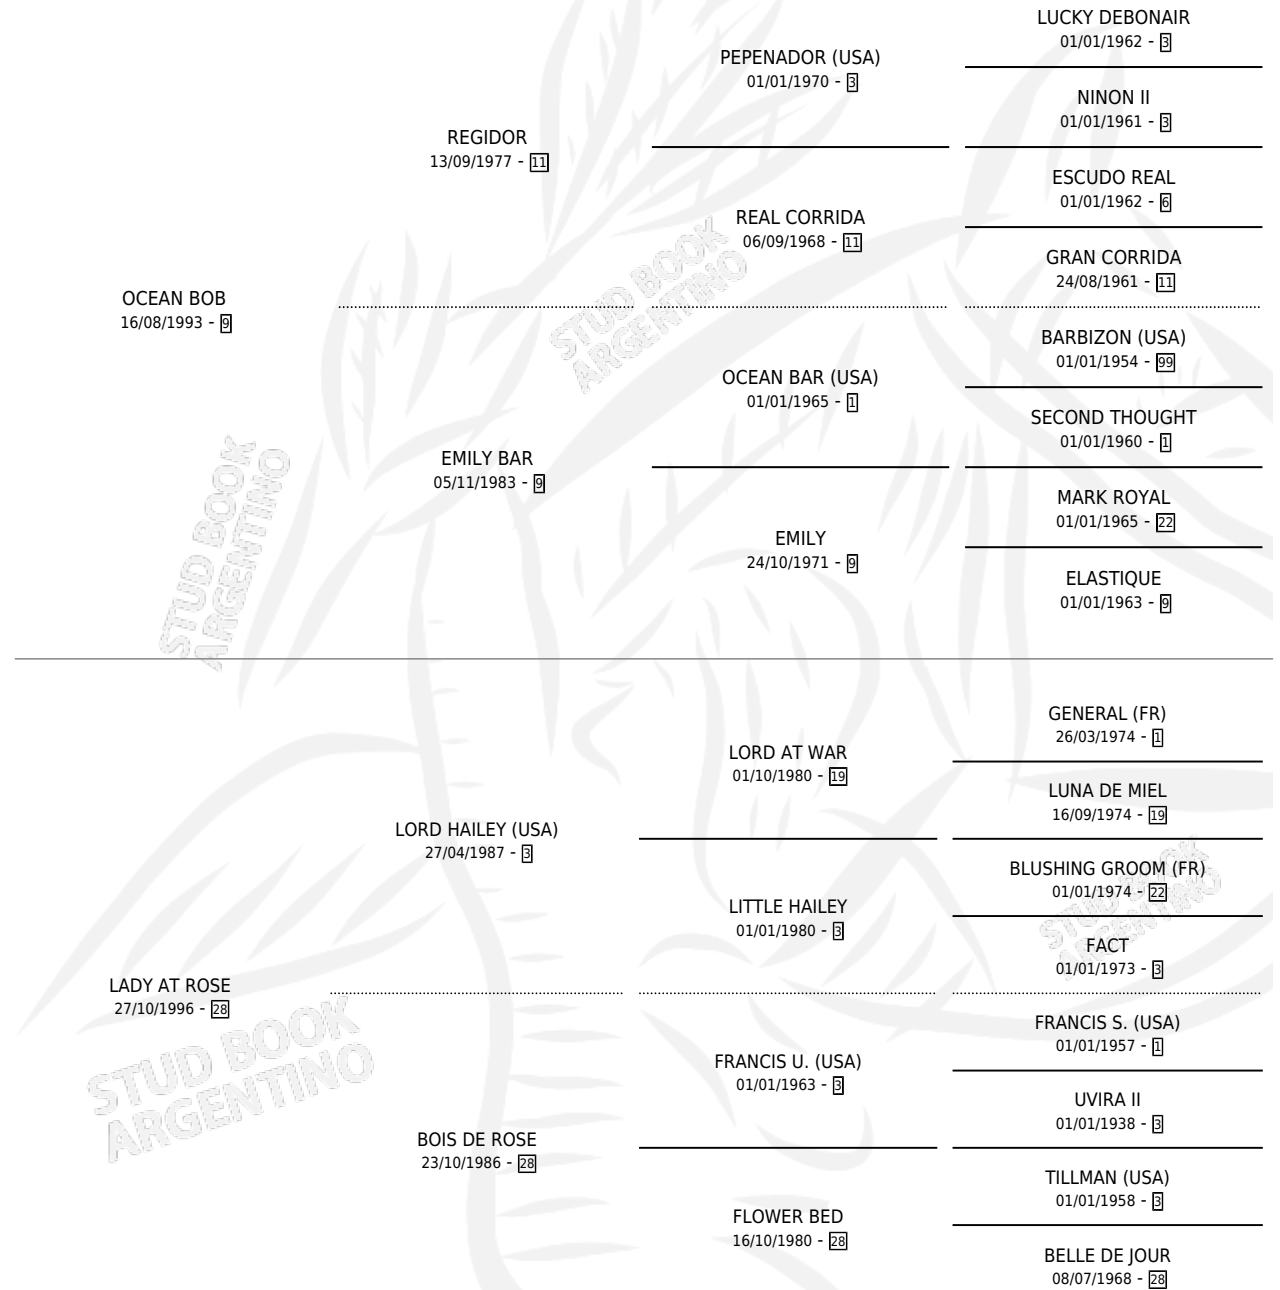 LUCKY DEBONAIR
01/01/1962 - 3
PEPENADOR (USA)
01/01/1970 - 3
NINON II
01/01/1961 - 3
REGIDOR
13/09/1977 - 11
ESCUDO REAL
01/01/1962 - 6
REAL CORRIDA
06/09/1968 - 11
GRAN CORRIDA
24/08/1961 - 11
OCEAN BOB
16/08/1993 - 9
BARBIZON (USA)
01/01/1954 - 99
OCEAN BAR (USA)
01/01/1965 - 1
SECOND THOUGHT
01/01/1960 - 1
EMILY BAR
05/11/1983 - 9
MARK ROYAL
01/01/1965 - 22
EMILY
24/10/1971 - 9
ELASTIQUE
01/01/1963 - 9
GENERAL (FR)
26/03/1974 - 1
LORD AT WAR
01/10/1980 - 19
LUNA DE MIEL
16/09/1974 - 19
LORD HAILEY (USA)
27/04/1987 - 3
BLUSHING GROOM (FR)
01/01/1974 - 22
LITTLE HAILEY
01/01/1980 - 3
FACT
01/01/1973 - 3
LADY AT ROSE
27/10/1996 - 28
FRANCIS S. (USA)
01/01/1957 - 1
FRANCIS U. (USA)
01/01/1963 - 3
UVIRA II
01/01/1938 - 3
BOIS DE ROSE
23/10/1986 - 28
TILLMAN (USA)
01/01/1958 - 3
FLOWER BED
16/10/1980 - 28
BELLE DE JOUR
08/07/1968 - 28
STUD BOOK
ARGENTINO
STUD BOOK
ARGENTINO
STUD BOOK
ARGENTINO
STUD BOOK
ARGENTINO